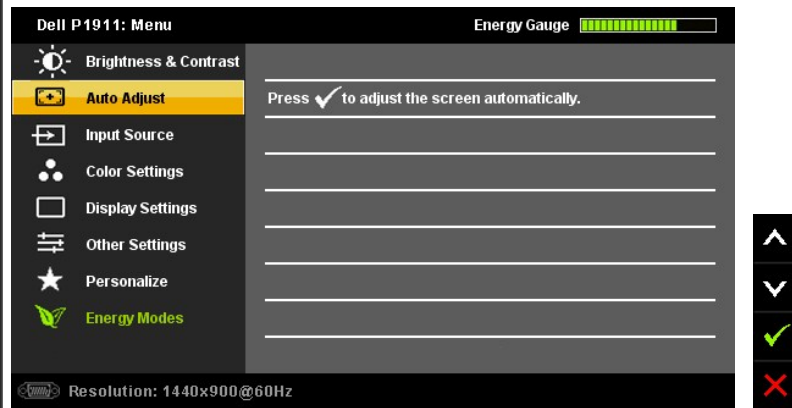 Dell P1911: Menu
Energy Gauge
Brightness & Contrast
Auto Adjust
Press ✓ to adjust the screen automatically.
Input Source
Color Settings
Display Settings
Other Settings
Personalize
Energy Modes
Resolution: 1440x900@60Hz